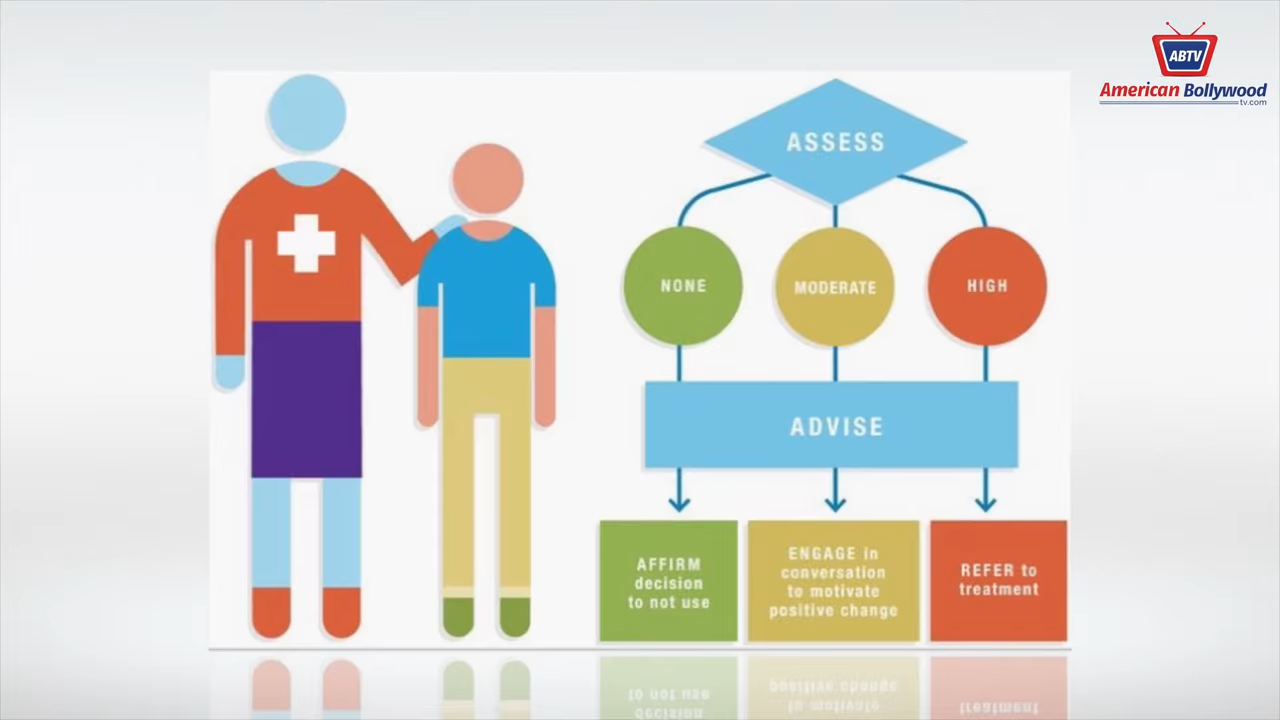 ABTV
American Bollywood
tv.com
ASSESS
NONE
MODERATE
HIGH
ADVISE
AFFIRM
decision
to not use
ENGAGE in
conversation
to motivate
positive change
REFER to
treatment